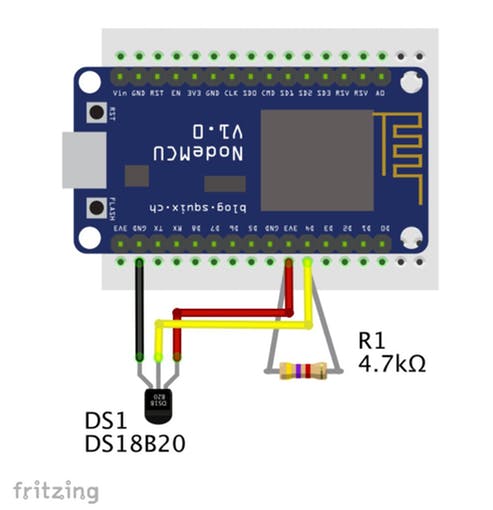 Vin GND RST EN 3V3 GND CLK SD0 CMD SD1 SD2 SD3 RSV RSV A0
RST
NodeMCU
V1.0
FLASH
blog.squix.ch
3V3 GND TX RX D8 D7 D6 D5 GND 3V3 D4 D3 D2 D1 D0
DS18
B20
R1
4.7kΩ
DS1
DS18B20
fritzing